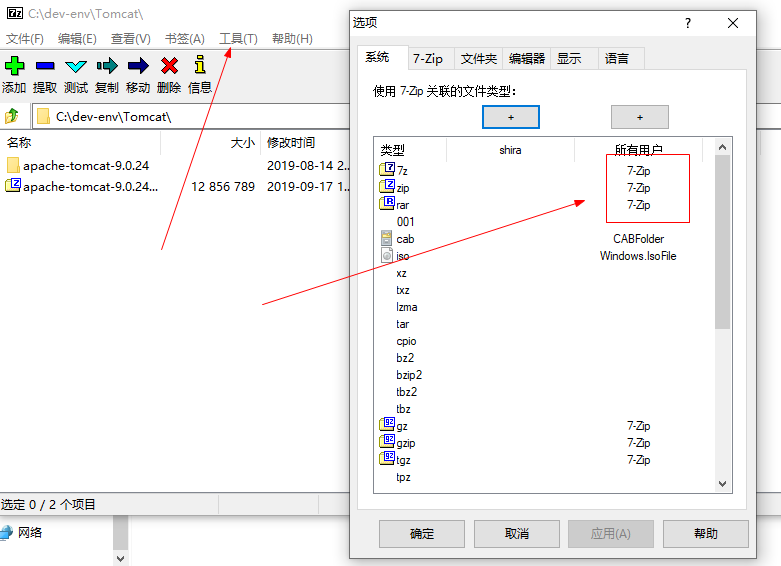 7z C:\dev-env\Tomcat\
文件(F) 编辑(E) 查看(V) 书签(A) 工具(T) 帮助(H)
添加 提取 测试 复制 移动 删除 信息
C:\dev-env\Tomcat\
名称 大小 修改时间
apache-tomcat-9.0.24 2019-08-14 2...
apache-tomcat-9.0.24... 12 856 789 2019-09-17 1...
选定 0 / 2 个项目
网络
选项
?
系统 7-Zip 文件夹 编辑器 显示 语言
使用 7-Zip 关联的文件类型：
+ +
类型 shira 所有用户
7z 7-Zip
zip 7-Zip
rar 7-Zip
001
cab CABFolder
iso Windows.IsoFile
xz
txz
lzma
tar
cpio
bz2
bzip2
tbz2
tbz
gz 7-Zip
gzip 7-Zip
tgz 7-Zip
tpz
确定 取消 应用(A) 帮助